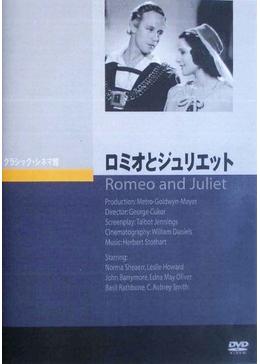 クラシック・シネマ館
ロミオとジュリエット
Romeo and Juliet
Production: Metro-Goldwyn-Mayer
Director: George Cukor
Screenplay: Talbot Jennings
Cinematography: William Daniels
Music: Herbert Stothart
Starring:
Norma Shearer, Leslie Howard
John Barrymore, Edna May Oliver
Basil Rathbone, C. Aubrey Smith
DVD
VIDEO